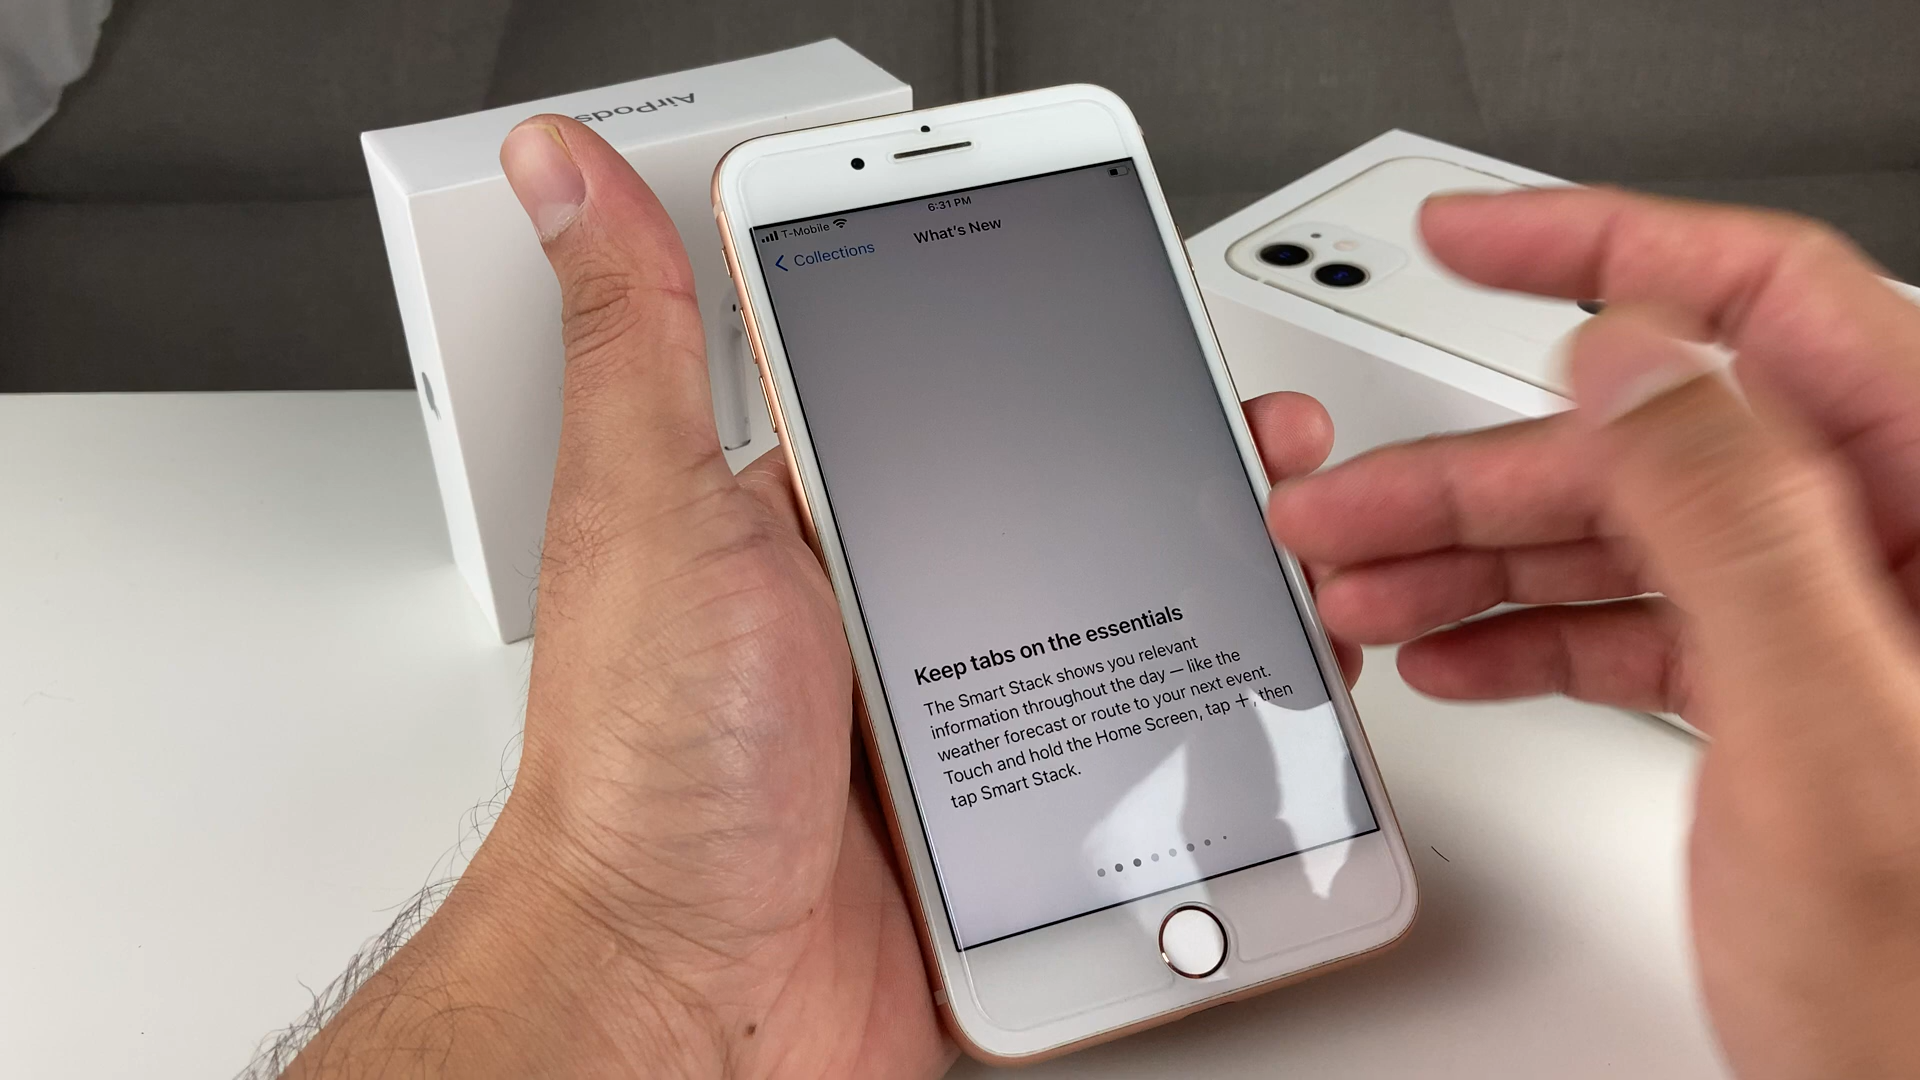 AirPods
6:31 PM
T-Mobile
Collections
What's New
Keep tabs on the essentials
The Smart Stack shows you relevant
information throughout the day — like the
weather forecast or route to your next event.
Touch and hold the Home Screen, tap +, then
tap Smart Stack.